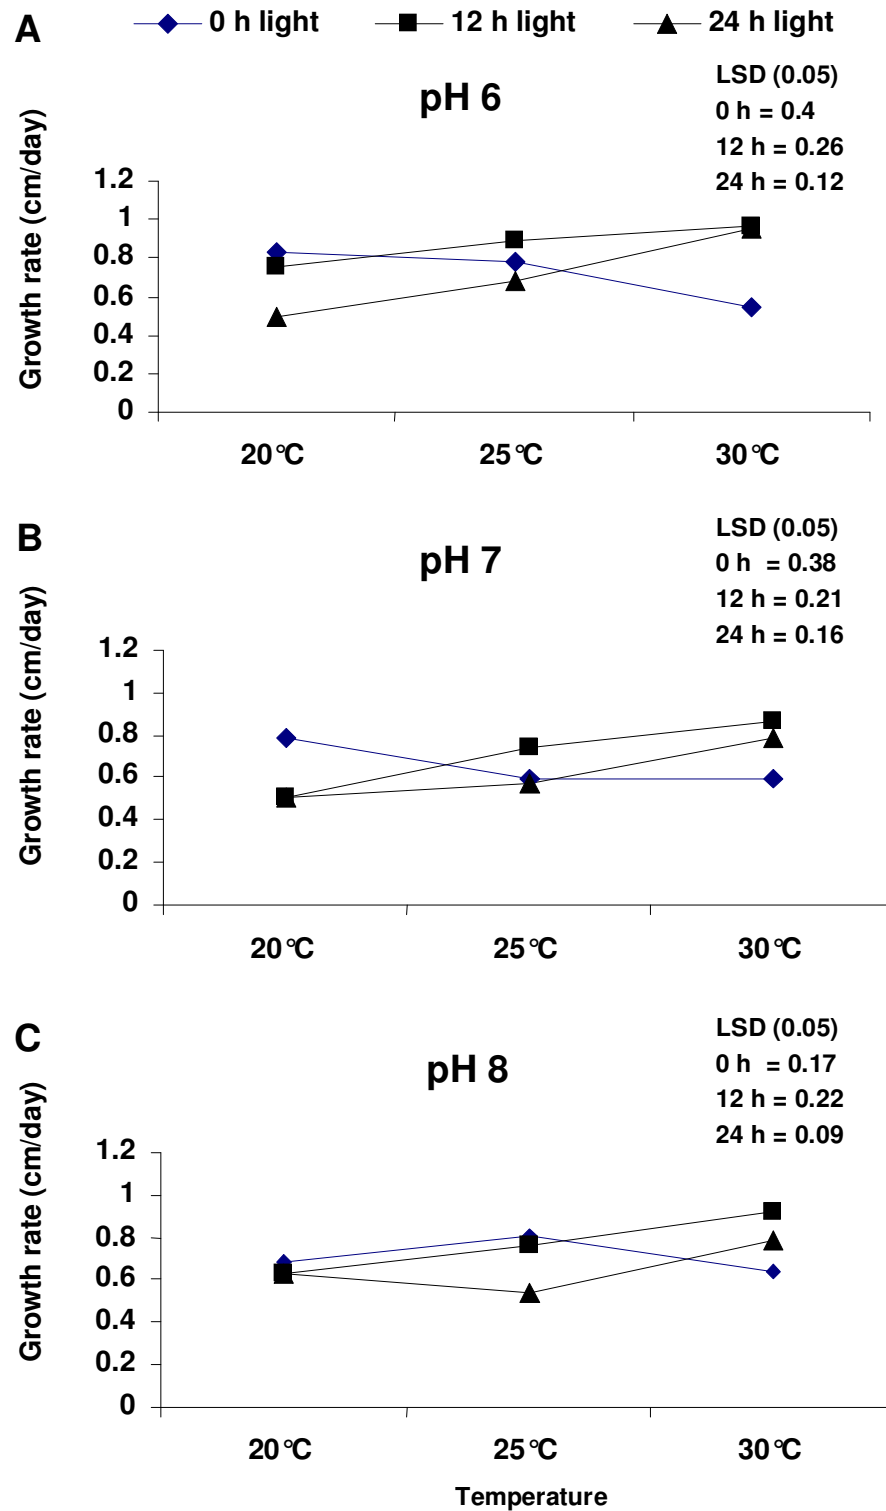 A
0 h light 12 h light 24 h light
pH 6
LSD (0.05)
0 h = 0.4
12 h = 0.26
24 h = 0.12
Growth rate (cm/day)
1.2
1
0.8
0.6
0.4
0.2
0
20°C 25°C 30°C
B
pH 7
LSD (0.05)
0 h = 0.38
12 h = 0.21
24 h = 0.16
Growth rate (cm/day)
1.2
1
0.8
0.6
0.4
0.2
0
20°C 25°C 30°C
C
pH 8
LSD (0.05)
0 h = 0.17
12 h = 0.22
24 h = 0.09
Growth rate (cm/day)
1.2
1
0.8
0.6
0.4
0.2
0
20°C 25°C 30°C
Temperature